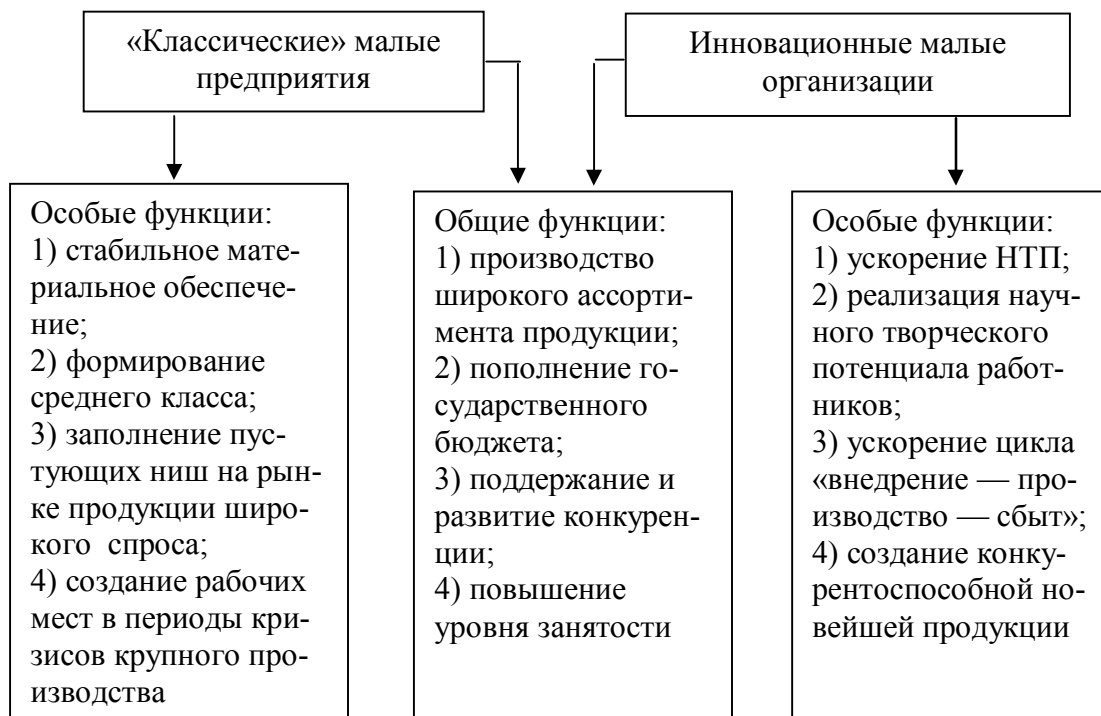 «Классические» малые
предприятия
Инновационные малые
организации
Особые функции:
1) стабильное мате-
риальное обеспече-
ние;
2) формирование
среднего класса;
3) заполнение пус-
тующих ниш на рын-
ке продукции широ-
кого спроса;
4) создание рабочих
мест в периоды кри-
зисов крупного про-
изводства
Общие функции:
1) производство
широкого ассорти-
мента продукции;
2) пополнение го-
сударственного
бюджета;
3) поддержание и
развитие конкурен-
ции;
4) повышение
уровня занятости
Особые функции:
1) ускорение НТП;
2) реализация науч-
ного творческого
потенциала работ-
ников;
3) ускорение цикла
«внедрение — про-
изводство — сбыт»;
4) создание конку-
рентоспособной но-
вейшей продукции